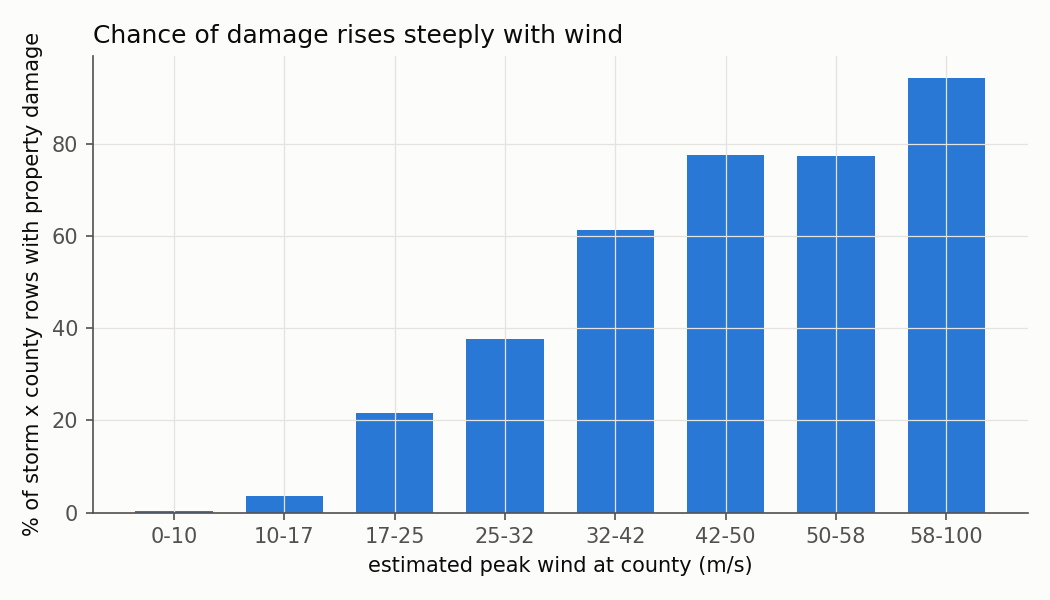 Chance of damage rises steeply with wind
% of storm x county rows with property damage
80
60
40
20
0
0-10 10-17 17-25 25-32 32-42 42-50 50-58 58-100
estimated peak wind at county (m/s)